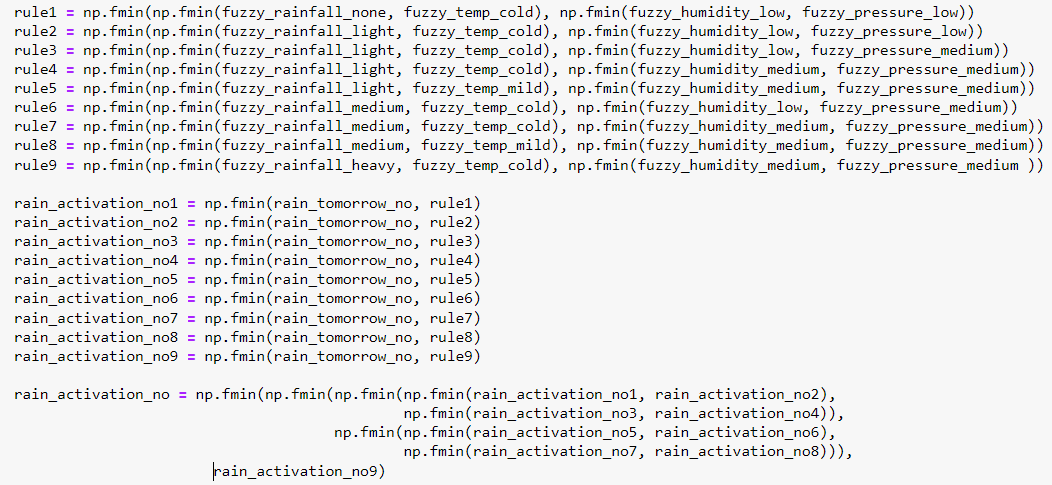 rule1 = np.fmin(np.fmin(fuzzy_rainfall_none, fuzzy_temp_cold), np.fmin(fuzzy_humidity_low, fuzzy_pressure_low))
rule2 = np.fmin(np.fmin(fuzzy_rainfall_light, fuzzy_temp_cold), np.fmin(fuzzy_humidity_low, fuzzy_pressure_low))
rule3 = np.fmin(np.fmin(fuzzy_rainfall_light, fuzzy_temp_cold), np.fmin(fuzzy_humidity_low, fuzzy_pressure_medium))
rule4 = np.fmin(np.fmin(fuzzy_rainfall_light, fuzzy_temp_cold), np.fmin(fuzzy_humidity_medium, fuzzy_pressure_medium))
rule5 = np.fmin(np.fmin(fuzzy_rainfall_light, fuzzy_temp_mild), np.fmin(fuzzy_humidity_medium, fuzzy_pressure_medium))
rule6 = np.fmin(np.fmin(fuzzy_rainfall_medium, fuzzy_temp_cold), np.fmin(fuzzy_humidity_low, fuzzy_pressure_medium))
rule7 = np.fmin(np.fmin(fuzzy_rainfall_medium, fuzzy_temp_cold), np.fmin(fuzzy_humidity_medium, fuzzy_pressure_medium))
rule8 = np.fmin(np.fmin(fuzzy_rainfall_medium, fuzzy_temp_mild), np.fmin(fuzzy_humidity_medium, fuzzy_pressure_medium))
rule9 = np.fmin(np.fmin(fuzzy_rainfall_heavy, fuzzy_temp_cold), np.fmin(fuzzy_humidity_medium, fuzzy_pressure_medium ))
rain_activation_no1 = np.fmin(rain_tomorrow_no, rule1)
rain_activation_no2 = np.fmin(rain_tomorrow_no, rule2)
rain_activation_no3 = np.fmin(rain_tomorrow_no, rule3)
rain_activation_no4 = np.fmin(rain_tomorrow_no, rule4)
rain_activation_no5 = np.fmin(rain_tomorrow_no, rule5)
rain_activation_no6 = np.fmin(rain_tomorrow_no, rule6)
rain_activation_no7 = np.fmin(rain_tomorrow_no, rule7)
rain_activation_no8 = np.fmin(rain_tomorrow_no, rule8)
rain_activation_no9 = np.fmin(rain_tomorrow_no, rule9)
rain_activation_no = np.fmin(np.fmin(np.fmin(np.fmin(rain_activation_no1, rain_activation_no2),
np.fmin(rain_activation_no3, rain_activation_no4)),
np.fmin(np.fmin(rain_activation_no5, rain_activation_no6),
np.fmin(rain_activation_no7, rain_activation_no8))),
rain_activation_no9)